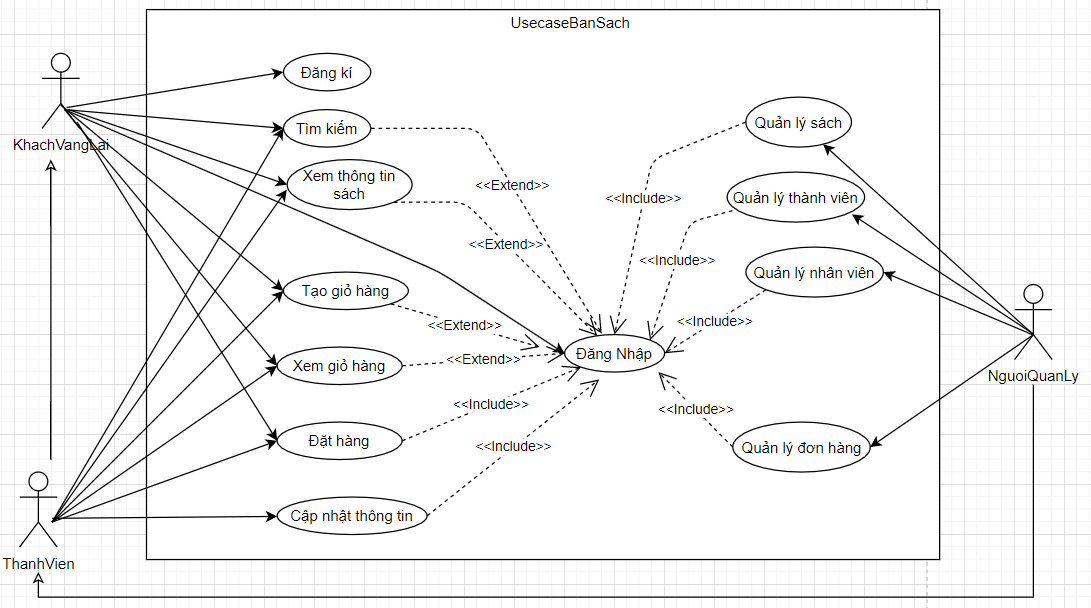 UsecaseBanSach
Đăng kí
Tìm kiếm
KhachVangLai
Xem thông tin
sách
Quản lý sách
<<Extend>>
<<Include>>
Quản lý thành viên
<<Extend>>
<<Include>>
Quản lý nhân viên
Tạo giỏ hàng
<<Extend>>
<<Include>>
Xem giỏ hàng
<<Extend>>
Đăng Nhập
NguoiQuanLy
<<Include>>
<<Include>>
Đặt hàng
<<Include>>
Quản lý đơn hàng
Cập nhật thông tin
ThanhVien